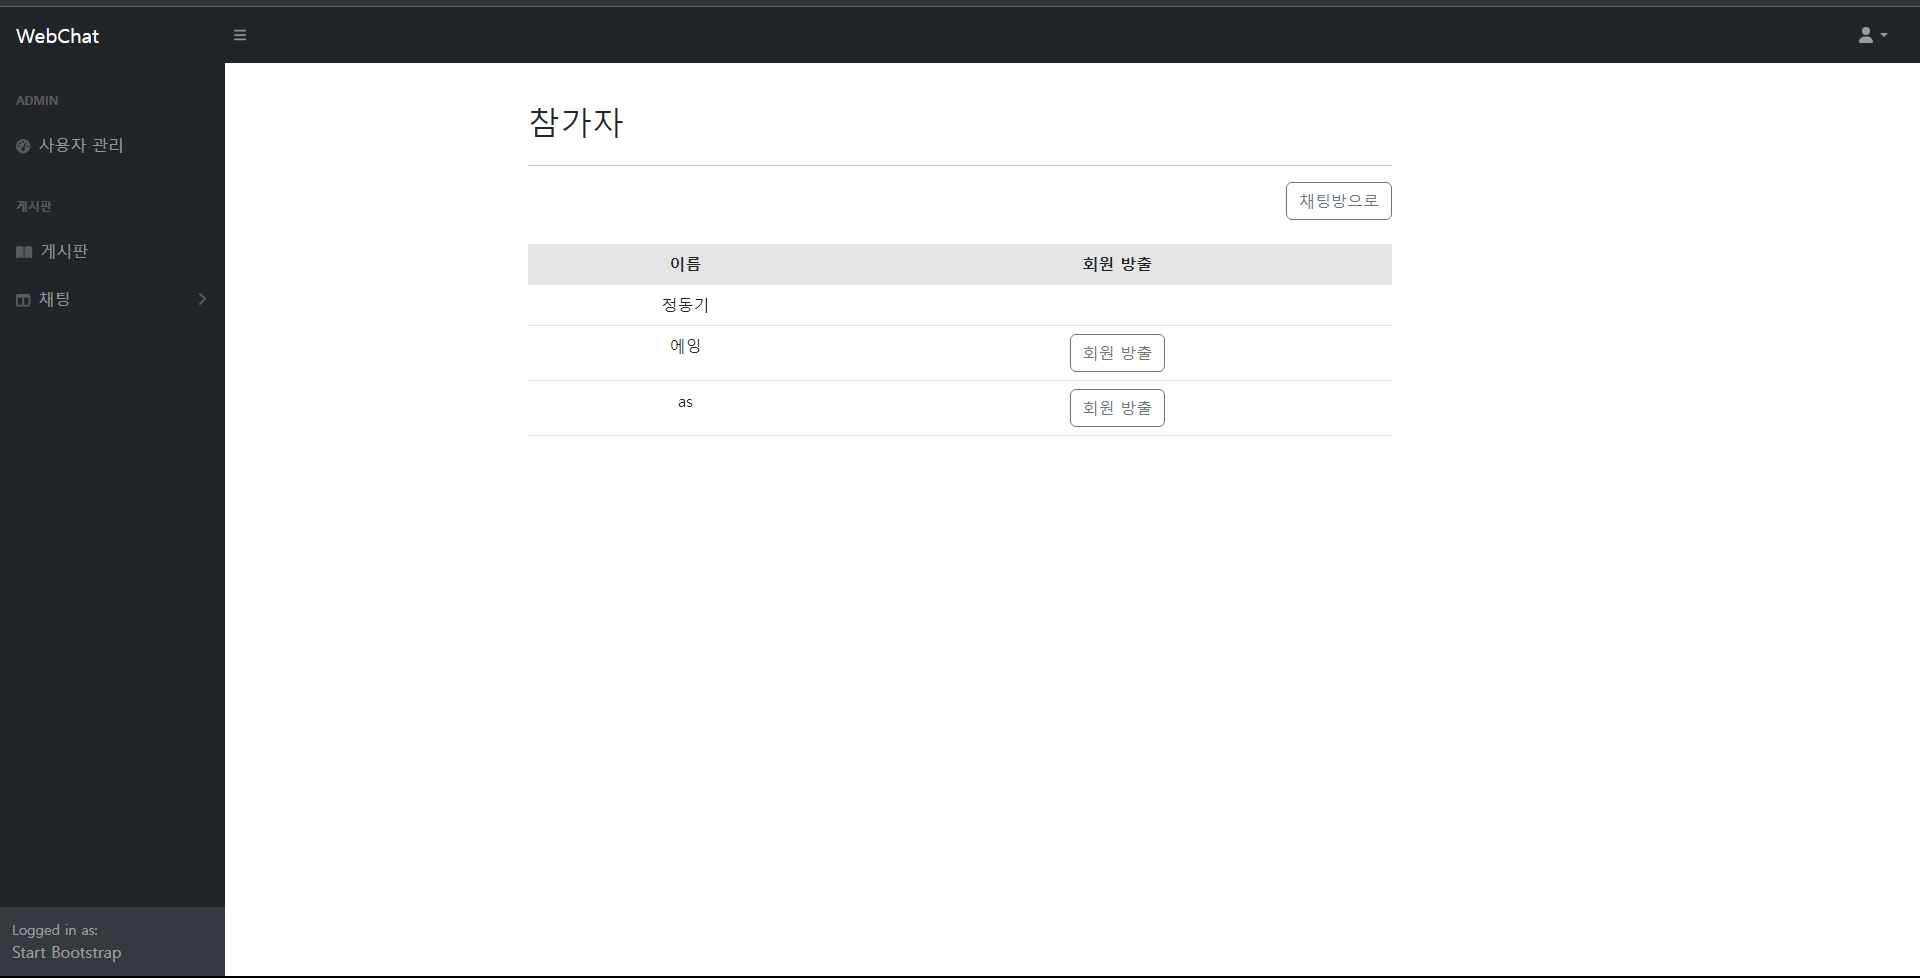 WebChat
ADMIN
사용자 관리
게시판
게시판
채팅
Logged in as:
Start Bootstrap
참가자
채팅방으로
이름 회원 방출
정동기
에잉 회원 방출
as 회원 방출